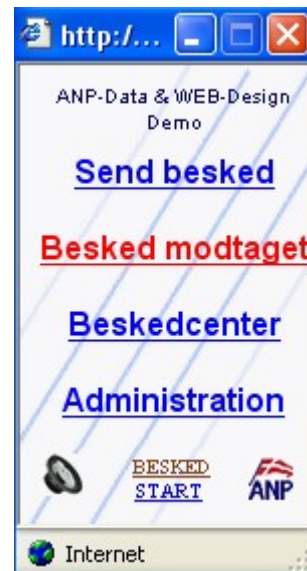 http:/...
ANP-Data & WEB-Design
Demo
Send besked
Besked modtaget
Beskedcenter
Administration
BESKED
START
ANP
Internet